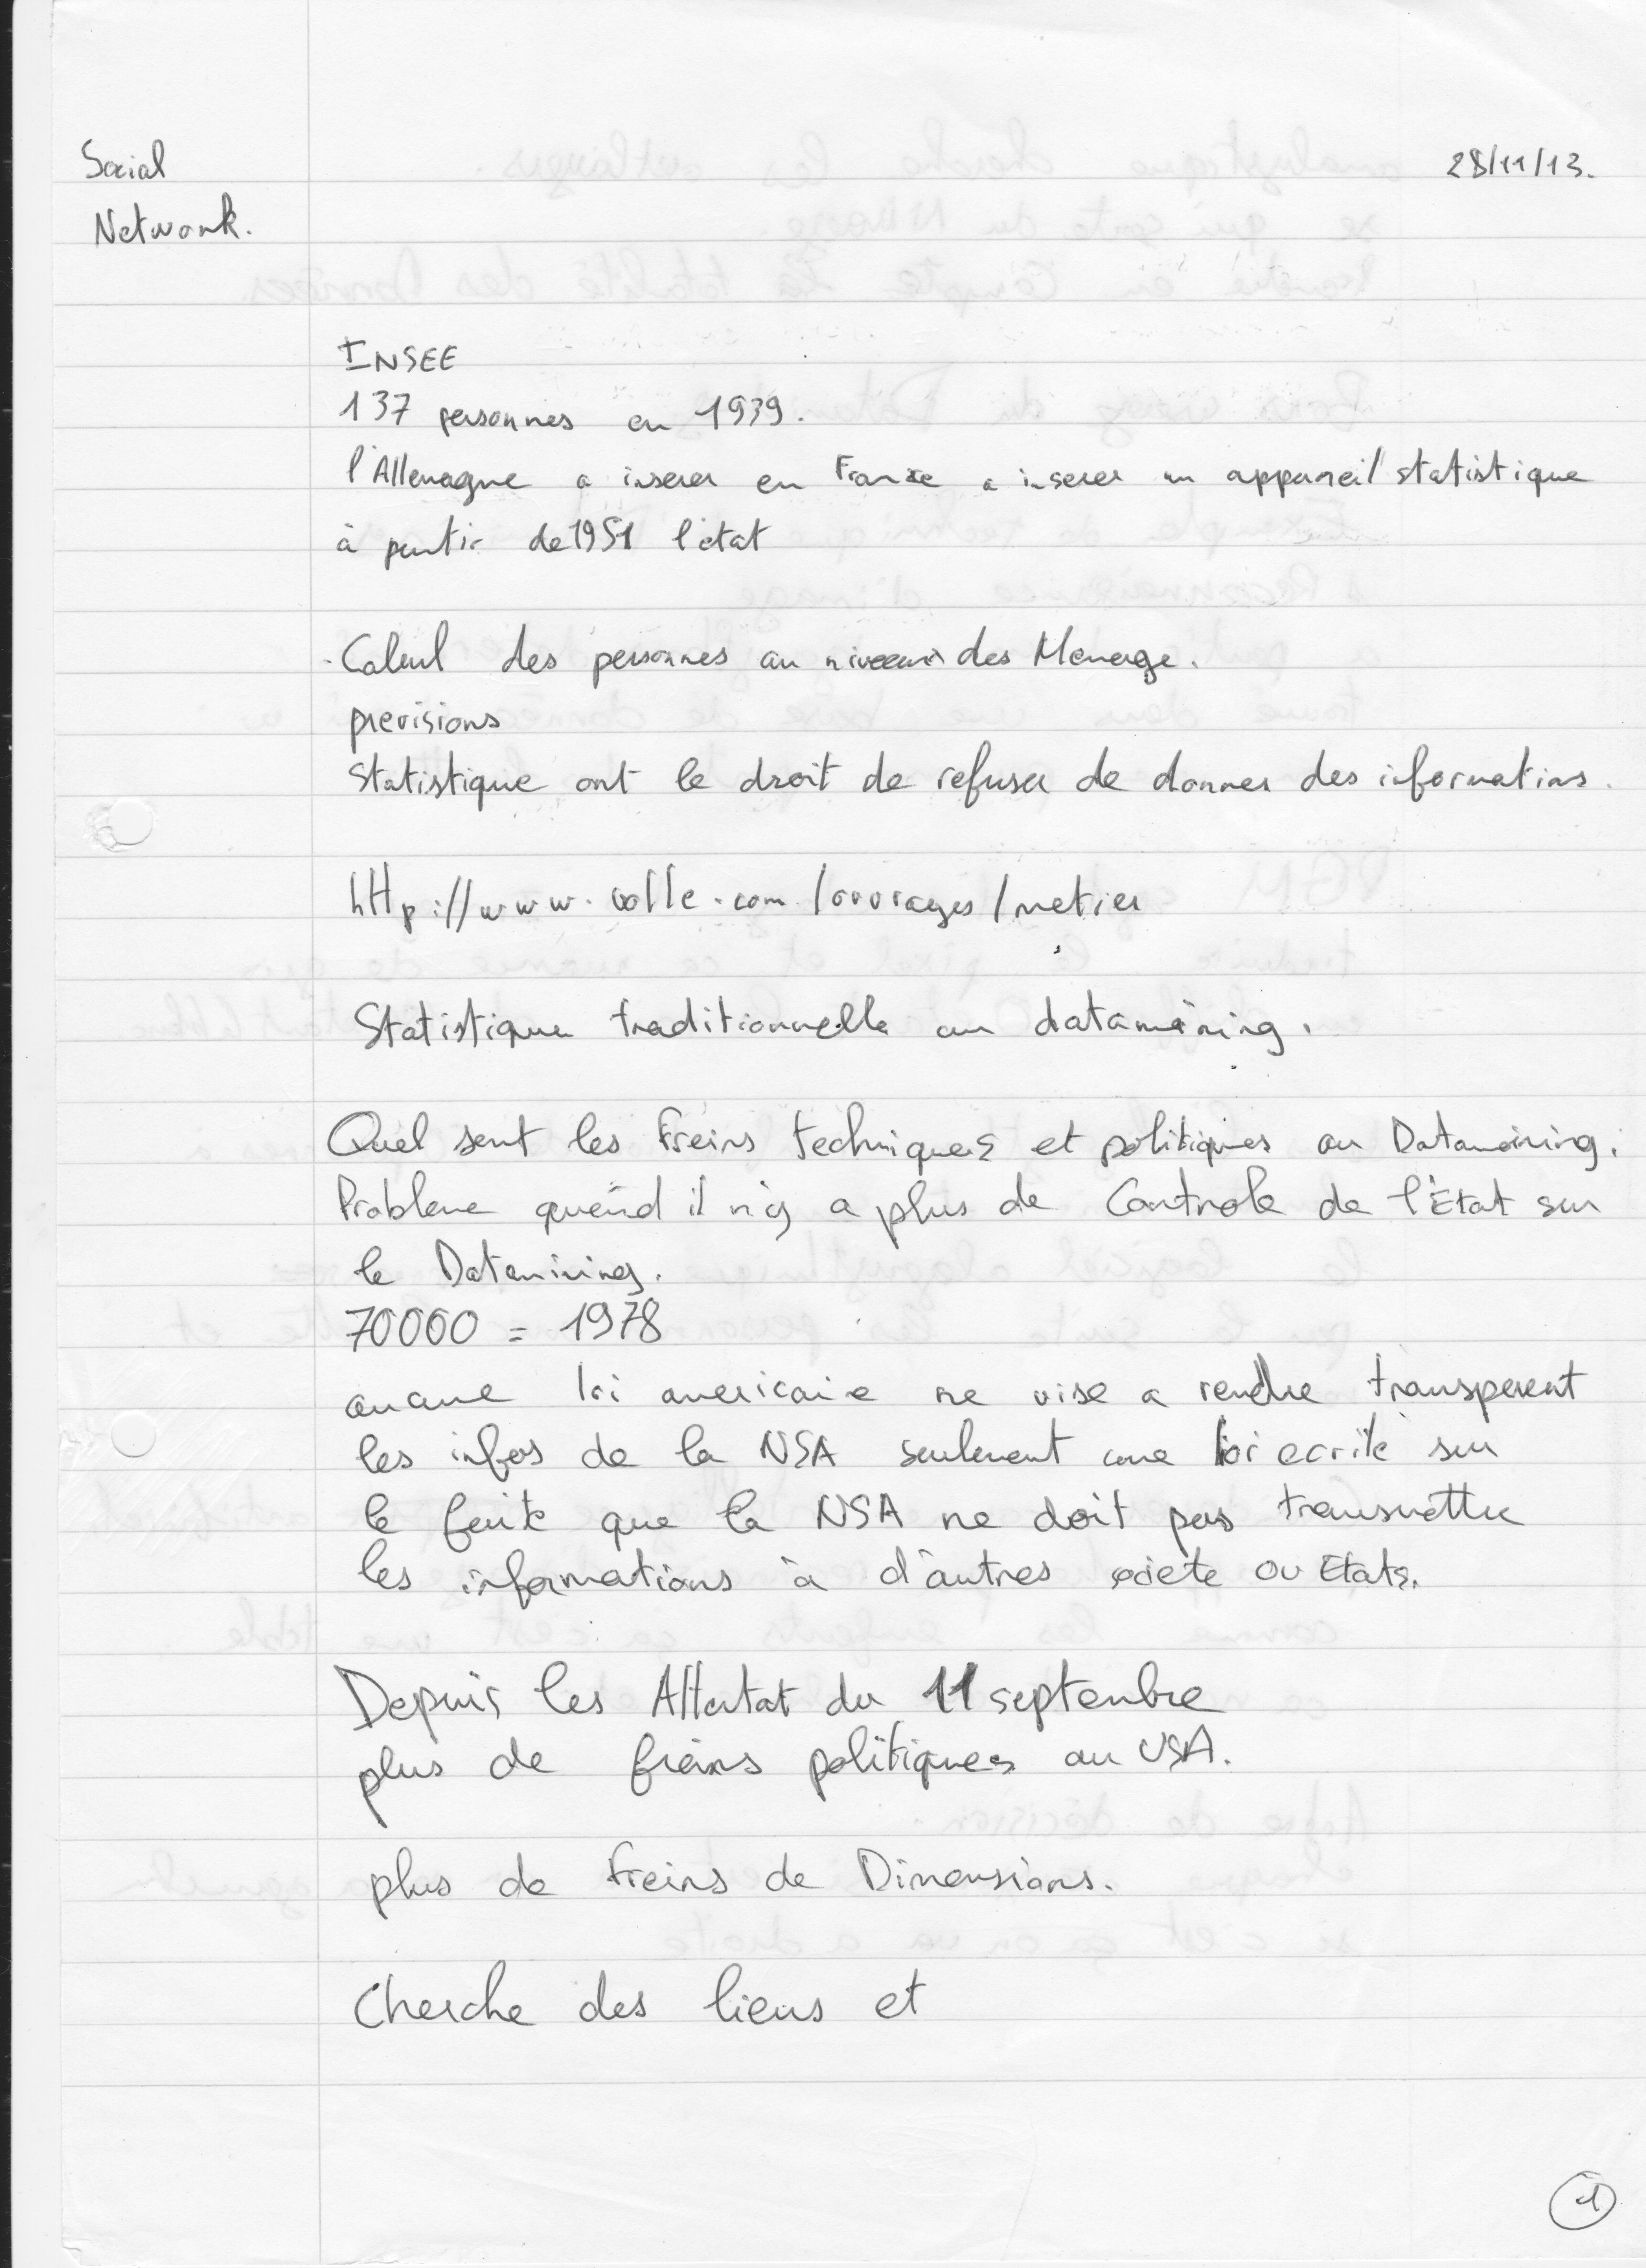 Social
Network.
28/11/13.
INSEE
137 personnes en 1939.
l'Allemagne a inserer en France a inserer un appareil statistique
à partir de 1951 l'état
- Calcul des personnes au niveau des Menage.
previsions
Statistique ont le droit de refuser de donner des informations.
http://www.volle.com/ouvrages/metier
Statistique traditionnelle au datamining.
Quel sont les Freins techniques et politiques au Datamining.
Probleme quand il n'y a plus de Controle de l'État sur
le Datamining.
70000 = 1978
aucune loi americaine ne vise a rendre transparent
les infos de la NSA seulement une loi ecrite sur
le faite que la NSA ne doit pas transmettre
les informations à d'autres societe ou Etats.
Depuis les Attentat du 11 septembre
plus de freins politiques au USA.
plus de Freins de Dimensions.
Cherche des liens et
1